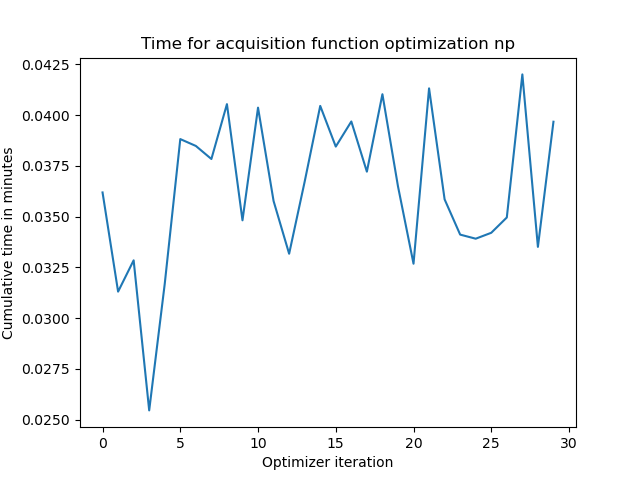 Time for acquisition function optimization np
0.0425
0.0400
0.0375
0.0350
0.0325
0.0300
0.0275
0.0250
Cumulative time in minutes
0 5 10 15 20 25 30
Optimizer iteration